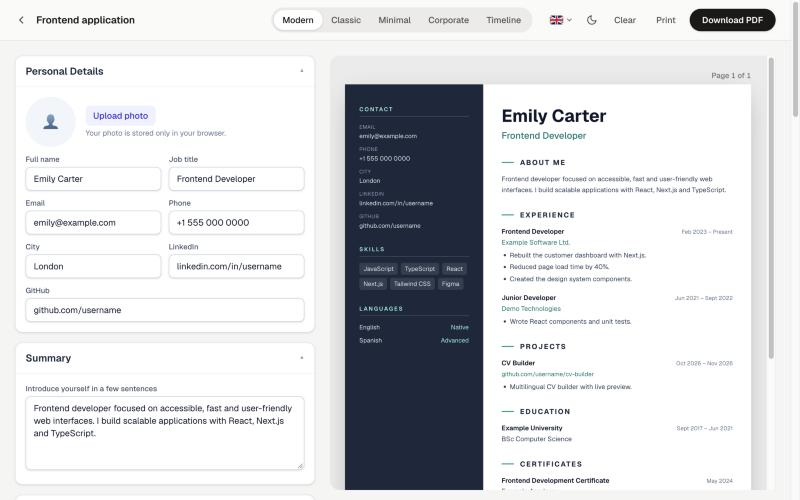 Frontend application
Modern
Classic
Minimal
Corporate
Timeline
Clear
Print
Download PDF
Personal Details
Upload photo
Your photo is stored only in your browser.
Full name
Job title
Emily Carter
Frontend Developer
Email
Phone
emily@example.com
+1 555 000 0000
City
LinkedIn
London
linkedin.com/in/username
GitHub
github.com/username
Summary
Introduce yourself in a few sentences
Frontend developer focused on accessible, fast and user-friendly
web interfaces. I build scalable applications with React, Next.js
and TypeScript.
Page 1 of 1
CONTACT
EMAIL
emily@example.com
PHONE
+1 555 000 0000
CITY
London
LINKEDIN
linkedin.com/in/username
GITHUB
github.com/username
SKILLS
JavaScript
TypeScript
React
Next.js
Tailwind CSS
Figma
LANGUAGES
English
Native
Spanish
Advanced
Emily Carter
Frontend Developer
ABOUT ME
Frontend developer focused on accessible, fast and user-friendly web
interfaces. I build scalable applications with React, Next.js and TypeScript.
EXPERIENCE
Frontend Developer
Feb 2023 – Present
Example Software Ltd.
• Rebuilt the customer dashboard with Next.js.
• Reduced page load time by 40%.
• Created the design system components.
Junior Developer
Jun 2021 – Sept 2022
Demo Technologies
• Wrote React components and unit tests.
PROJECTS
CV Builder
Oct 2026 – Nov 2026
github.com/username/cv-builder
• Multilingual CV builder with live preview.
EDUCATION
Example University
Sept 2017 – Jun 2021
BSc Computer Science
CERTIFICATES
Frontend Development Certificate
May 2024